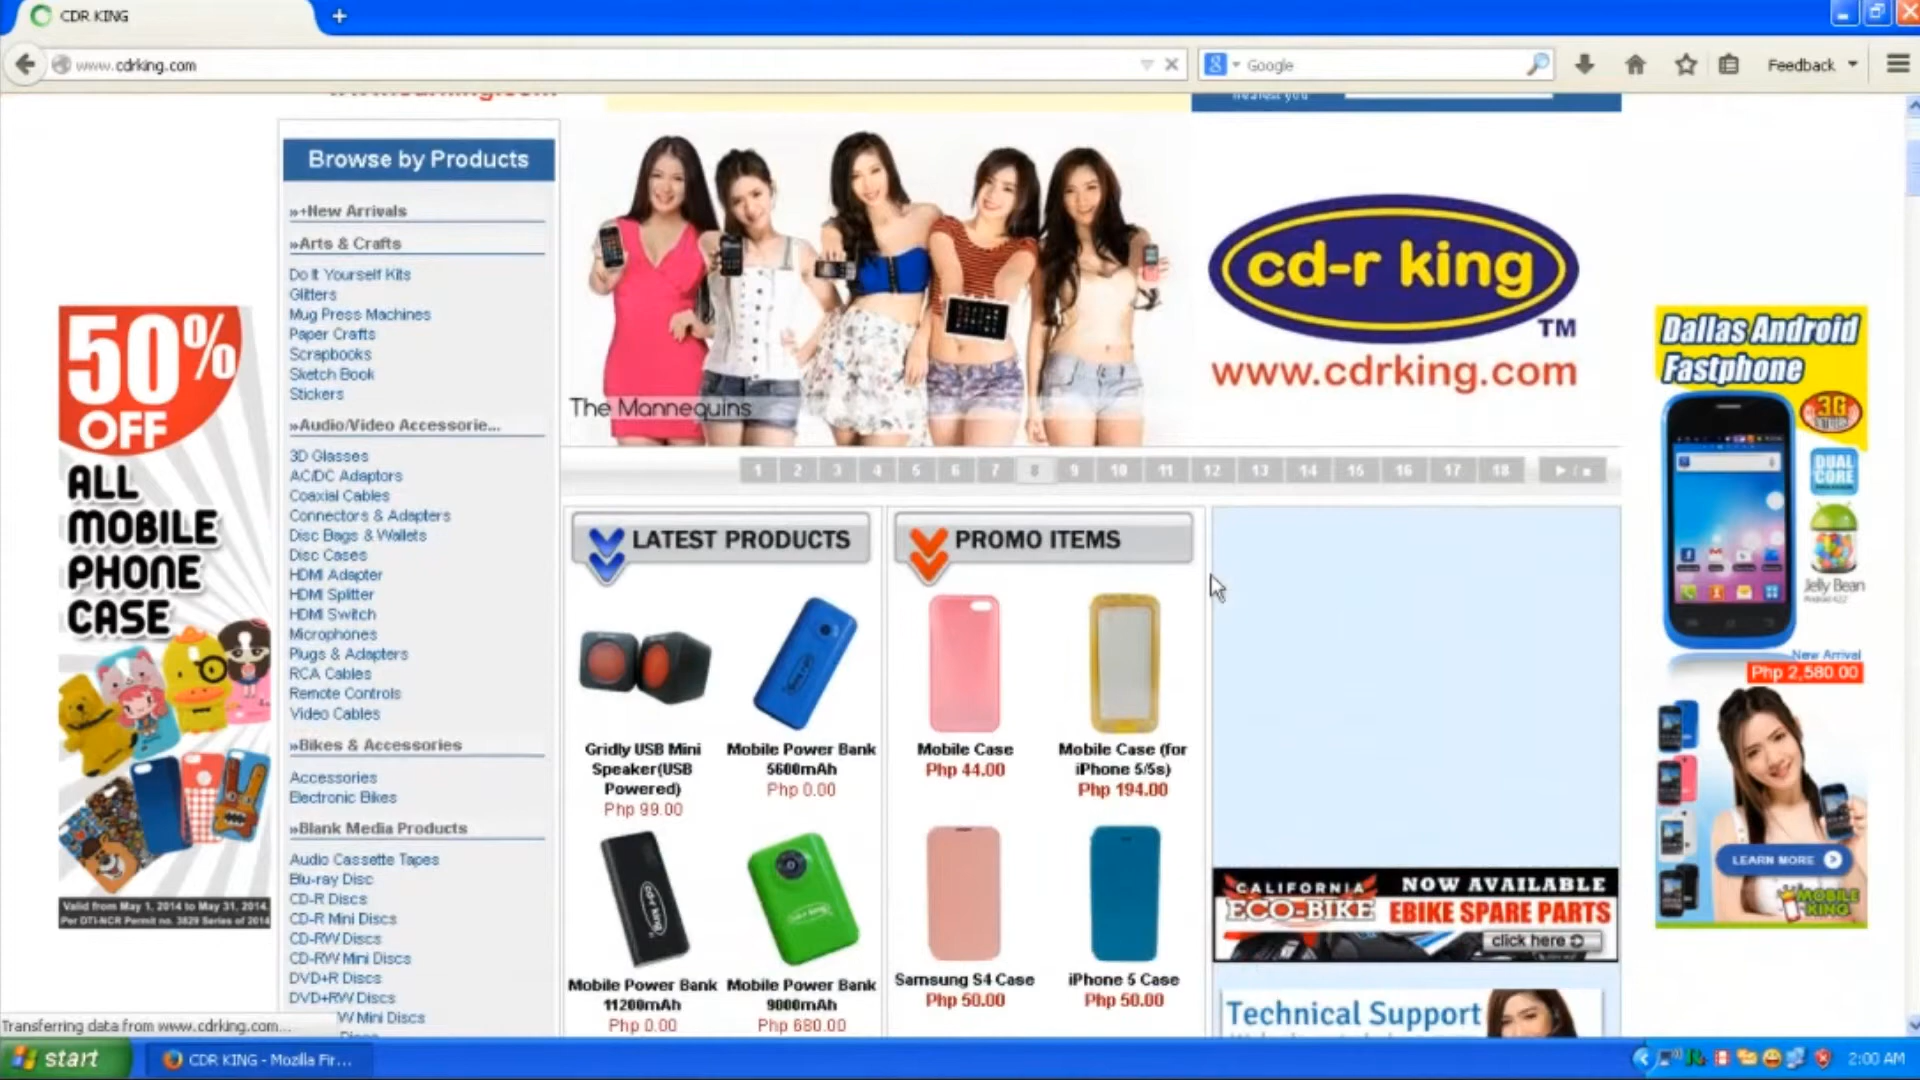 CDR KING
www.cdrking.com
Google
Feedback
nearest you
Browse by Products
»+New Arrivals
»Arts & Crafts
Do It Yourself Kits
Glitters
Mug Press Machines
Paper Crafts
Scrapbooks
Sketch Book
Stickers
»Audio/Video Accessorie...
3D Glasses
AC/DC Adaptors
Coaxial Cables
Connectors & Adapters
Disc Bags & Wallets
Disc Cases
HDMI Adapter
HDMI Splitter
HDMI Switch
Microphones
Plugs & Adapters
RCA Cables
Remote Controls
Video Cables
»Bikes & Accessories
Accessories
Electronic Bikes
»Blank Media Products
Audio Cassette Tapes
Blu-ray Disc
CD-R Discs
CD-R Mini Discs
CD-RW Discs
CD-RW Mini Discs
DVD+R Discs
DVD+RW Discs
W Mini Discs
50%
OFF
ALL
MOBILE
PHONE
CASE
Valid from May 1, 2014 to May 31, 2014.
Per DTI-NCR Permit no. 3829 Series of 2014
The Mannequins
cd-r king
TM
www.cdrking.com
1 2 3 4 5 6 7 8 9 10 11 12 13 14 15 16 17 18
LATEST PRODUCTS
Gridly USB Mini
Speaker(USB
Powered)
Php 99.00
Mobile Power Bank
5600mAh
Php 0.00
Mobile Power Bank
11200mAh
Php 0.00
Mobile Power Bank
9000mAh
Php 680.00
PROMO ITEMS
Mobile Case
Php 44.00
Mobile Case (for
iPhone 5/5s)
Php 194.00
Samsung S4 Case
Php 50.00
iPhone 5 Case
Php 50.00
CALIFORNIA
ECO-BIKE
NOW AVAILABLE
EBIKE SPARE PARTS
click here
Technical Support
Dallas Android
Fastphone
3G
DUAL
CORE
Jelly Bean
New Arrival
Php 2,580.00
LEARN MORE
MOBILE
KING
Transferring data from www.cdrking.com...
start
CDR KING - Mozilla Fir...
2:00 AM